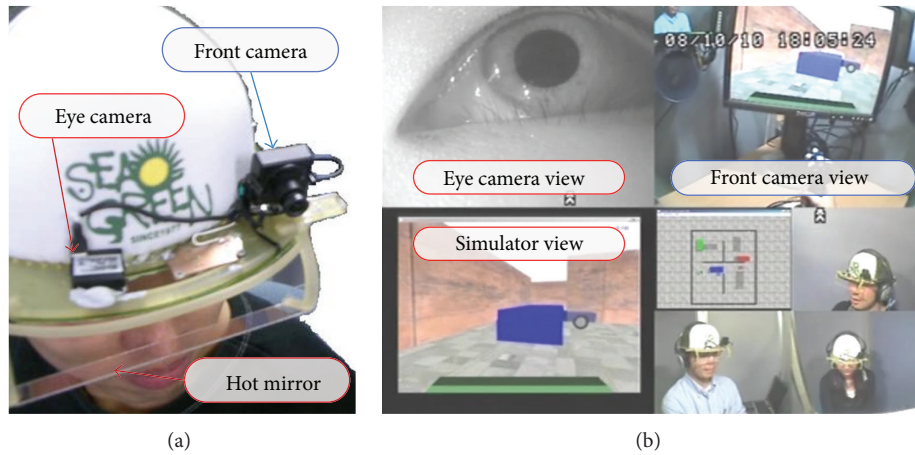 Front camera
Eye camera
SEA
GREEN
SINCE1977
Hot mirror
(a)
08/10/10 18:05:24
Eye camera view
Front camera view
Simulator view
(b)